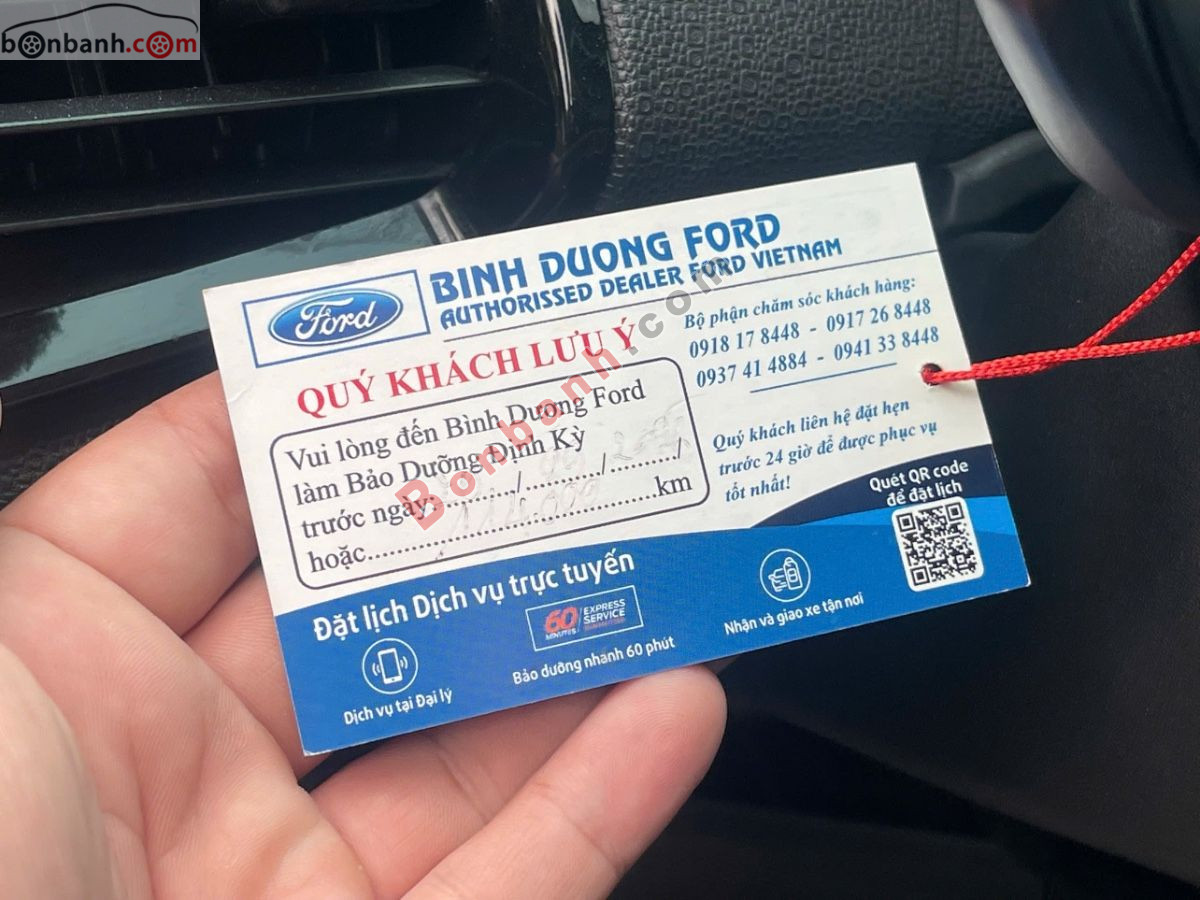 bonbanh.com
Ford
BINH DUONG FORD
AUTHORISSED DEALER FORD VIETNAM
QUÝ KHÁCH LƯU Ý
Vui lòng đến Bình Dương Ford
làm Bảo Dưỡng Định Kỳ
trước ngày:........./........./........./
hoặc..........................................km
Bộ phận chăm sóc khách hàng:
0918 17 8448 - 0917 26 8448
0937 41 4884 - 0941 33 8448
Quý khách liên hệ đặt hẹn
trước 24 giờ để được phục vụ
tốt nhất!
Quét QR code
để đặt lịch
Đặt lịch Dịch vụ trực tuyến
Dịch vụ tại Đại lý
60 MINUTES EXPRESS SERVICE
Bảo dưỡng nhanh 60 phút
Nhận và giao xe tận nơi
Bonbanh.com